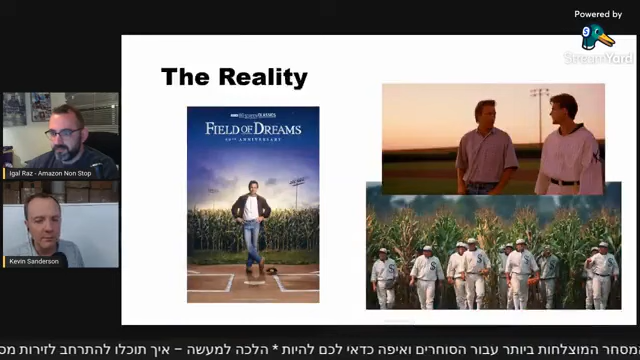 Powered by
StreamYard
The Reality
FIELD OF DREAMS
Igal Raz - Amazon Non Stop
Kevin Sanderson
המסחר המוצלחות ביותר עבור הסוחרים ואיפה כדאי לכם להיות * הלכה למעשה – איך תוכלו להתרחב לזירות מס